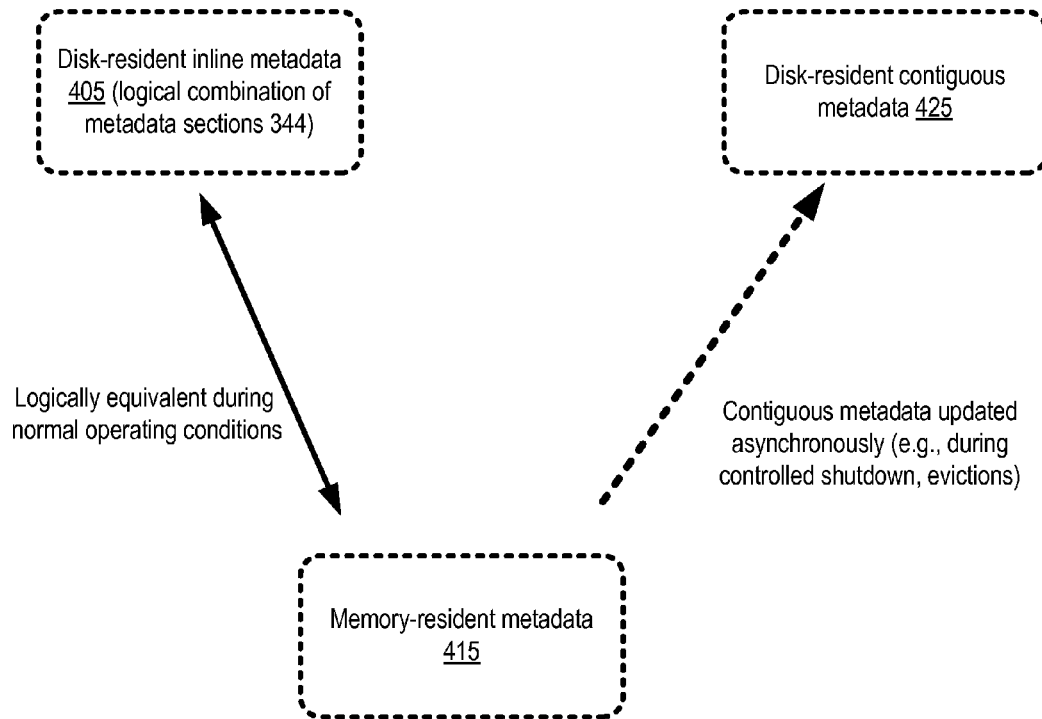 Disk-resident inline metadata
405 (logical combination of
metadata sections 344)
Disk-resident contiguous
metadata 425
Logically equivalent during
normal operating conditions
Contiguous metadata updated
asynchronously (e.g., during
controlled shutdown, evictions)
Memory-resident metadata
415